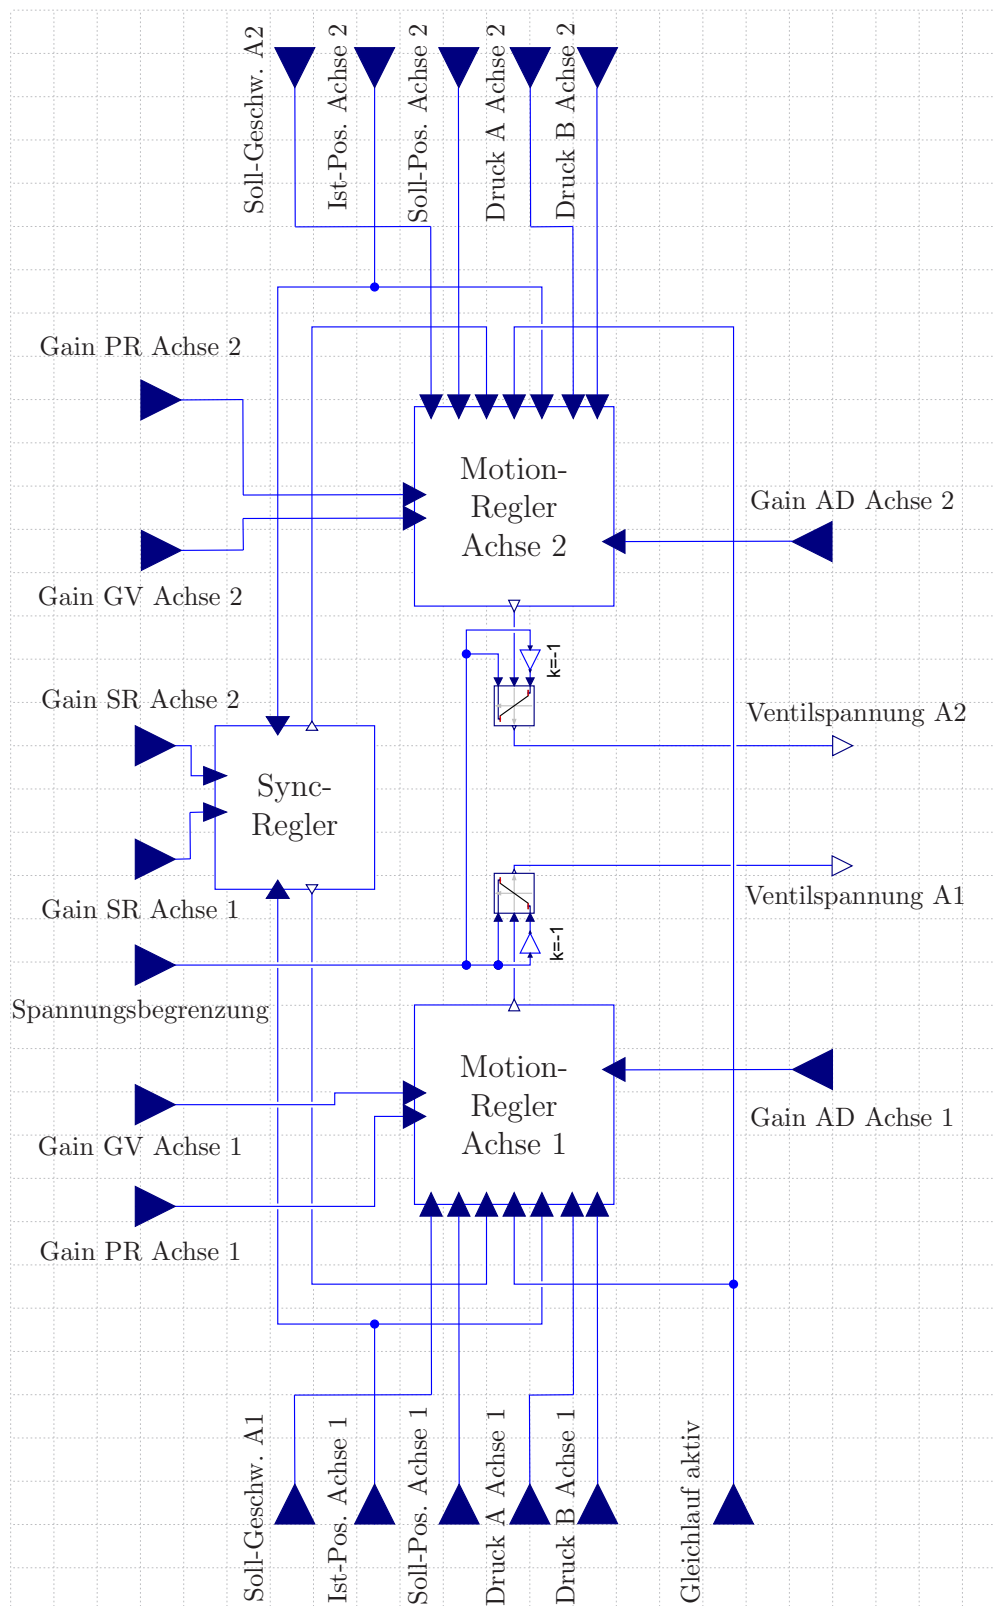 Soll-Geschw. A2
Ist-Pos. Achse 2
Soll-Pos. Achse 2
Druck A Achse 2
Druck B Achse 2
Gain PR Achse 2
Motion-
Regler
Achse 2
Gain AD Achse 2
Gain GV Achse 2
k=-1
Gain SR Achse 2
Ventilspannung A2
Sync-
Regler
Ventilspannung A1
Gain SR Achse 1
k=-1
Spannungsbegrenzung
Motion-
Regler
Achse 1
Gain AD Achse 1
Gain GV Achse 1
Gain PR Achse 1
Soll-Geschw. A1
Ist-Pos. Achse 1
Soll-Pos. Achse 1
Druck A Achse 1
Druck B Achse 1
Gleichlauf aktiv